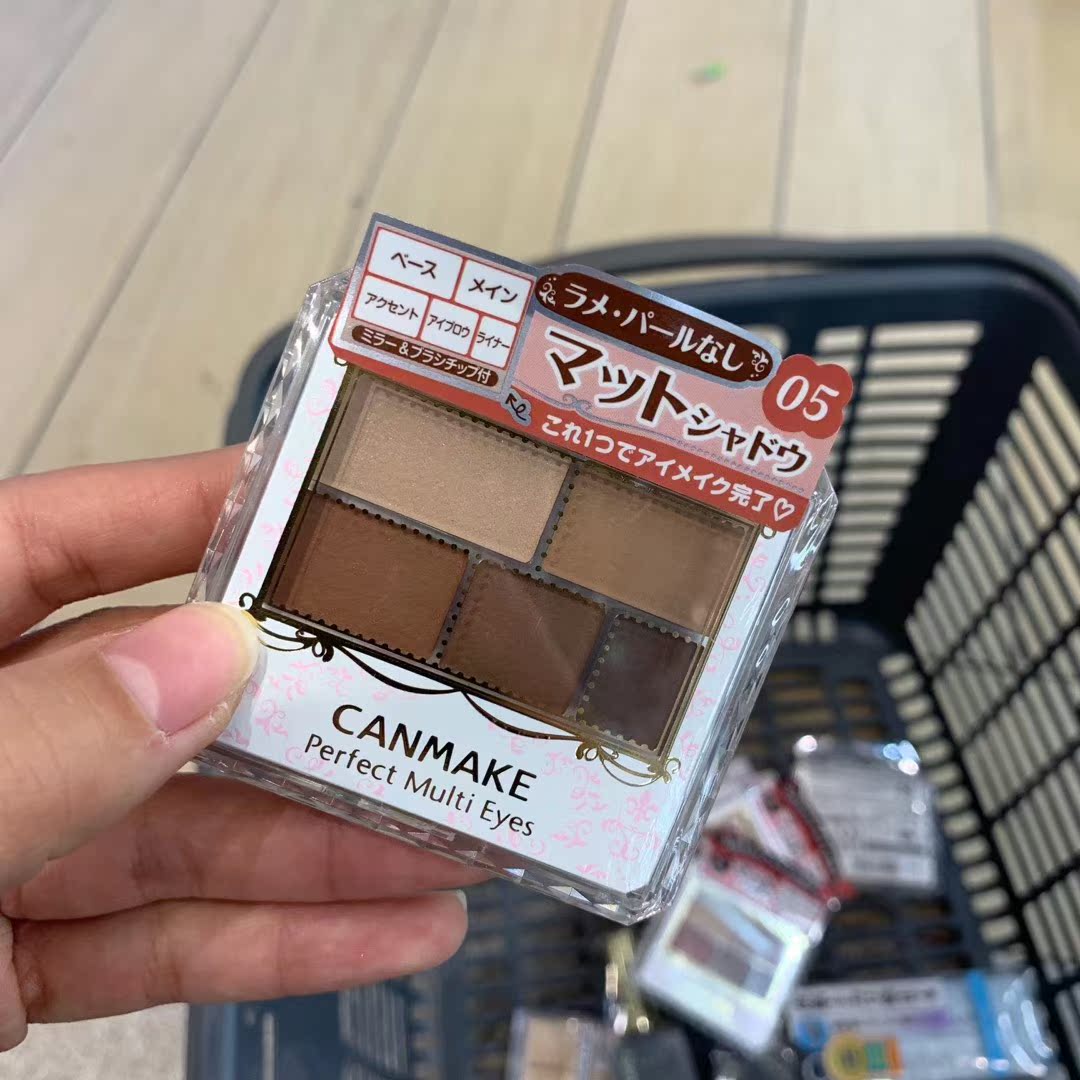 ベース
メイン
アクセント
アイブロウ
ライナー
ミラー&ブラシチップ付
ラメ・パールなし
マットシャドウ
05
これ1つでアイメイク完了♡
CANMAKE
Perfect Multi Eyes